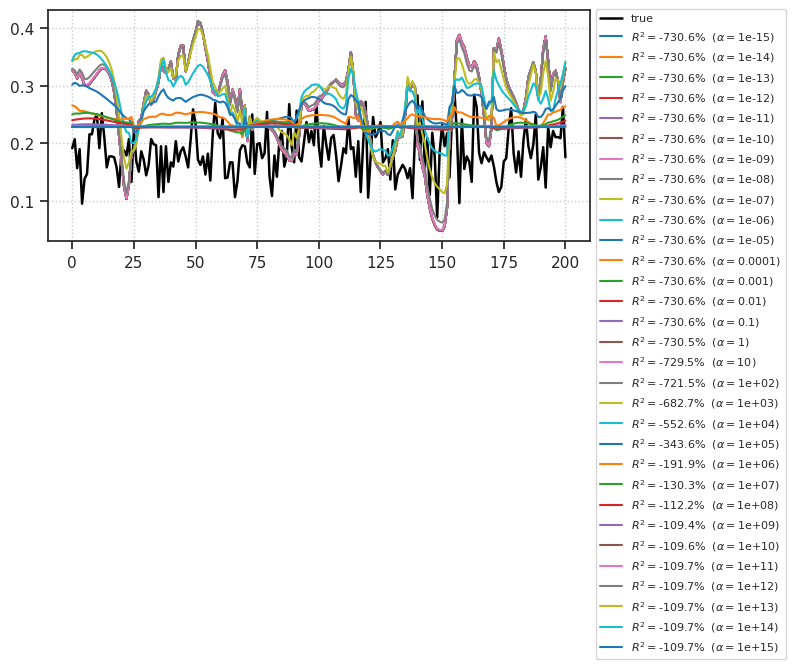 0.4
0.3
0.2
0.1
0 25 50 75 100 125 150 175 200
true
R² = -730.6% (α = 1e-15)
R² = -730.6% (α = 1e-14)
R² = -730.6% (α = 1e-13)
R² = -730.6% (α = 1e-12)
R² = -730.6% (α = 1e-11)
R² = -730.6% (α = 1e-10)
R² = -730.6% (α = 1e-09)
R² = -730.6% (α = 1e-08)
R² = -730.6% (α = 1e-07)
R² = -730.6% (α = 1e-06)
R² = -730.6% (α = 1e-05)
R² = -730.6% (α = 0.0001)
R² = -730.6% (α = 0.001)
R² = -730.6% (α = 0.01)
R² = -730.6% (α = 0.1)
R² = -730.5% (α = 1)
R² = -729.5% (α = 10)
R² = -721.5% (α = 1e+02)
R² = -682.7% (α = 1e+03)
R² = -552.6% (α = 1e+04)
R² = -343.6% (α = 1e+05)
R² = -191.9% (α = 1e+06)
R² = -130.3% (α = 1e+07)
R² = -112.2% (α = 1e+08)
R² = -109.4% (α = 1e+09)
R² = -109.6% (α = 1e+10)
R² = -109.7% (α = 1e+11)
R² = -109.7% (α = 1e+12)
R² = -109.7% (α = 1e+13)
R² = -109.7% (α = 1e+14)
R² = -109.7% (α = 1e+15)